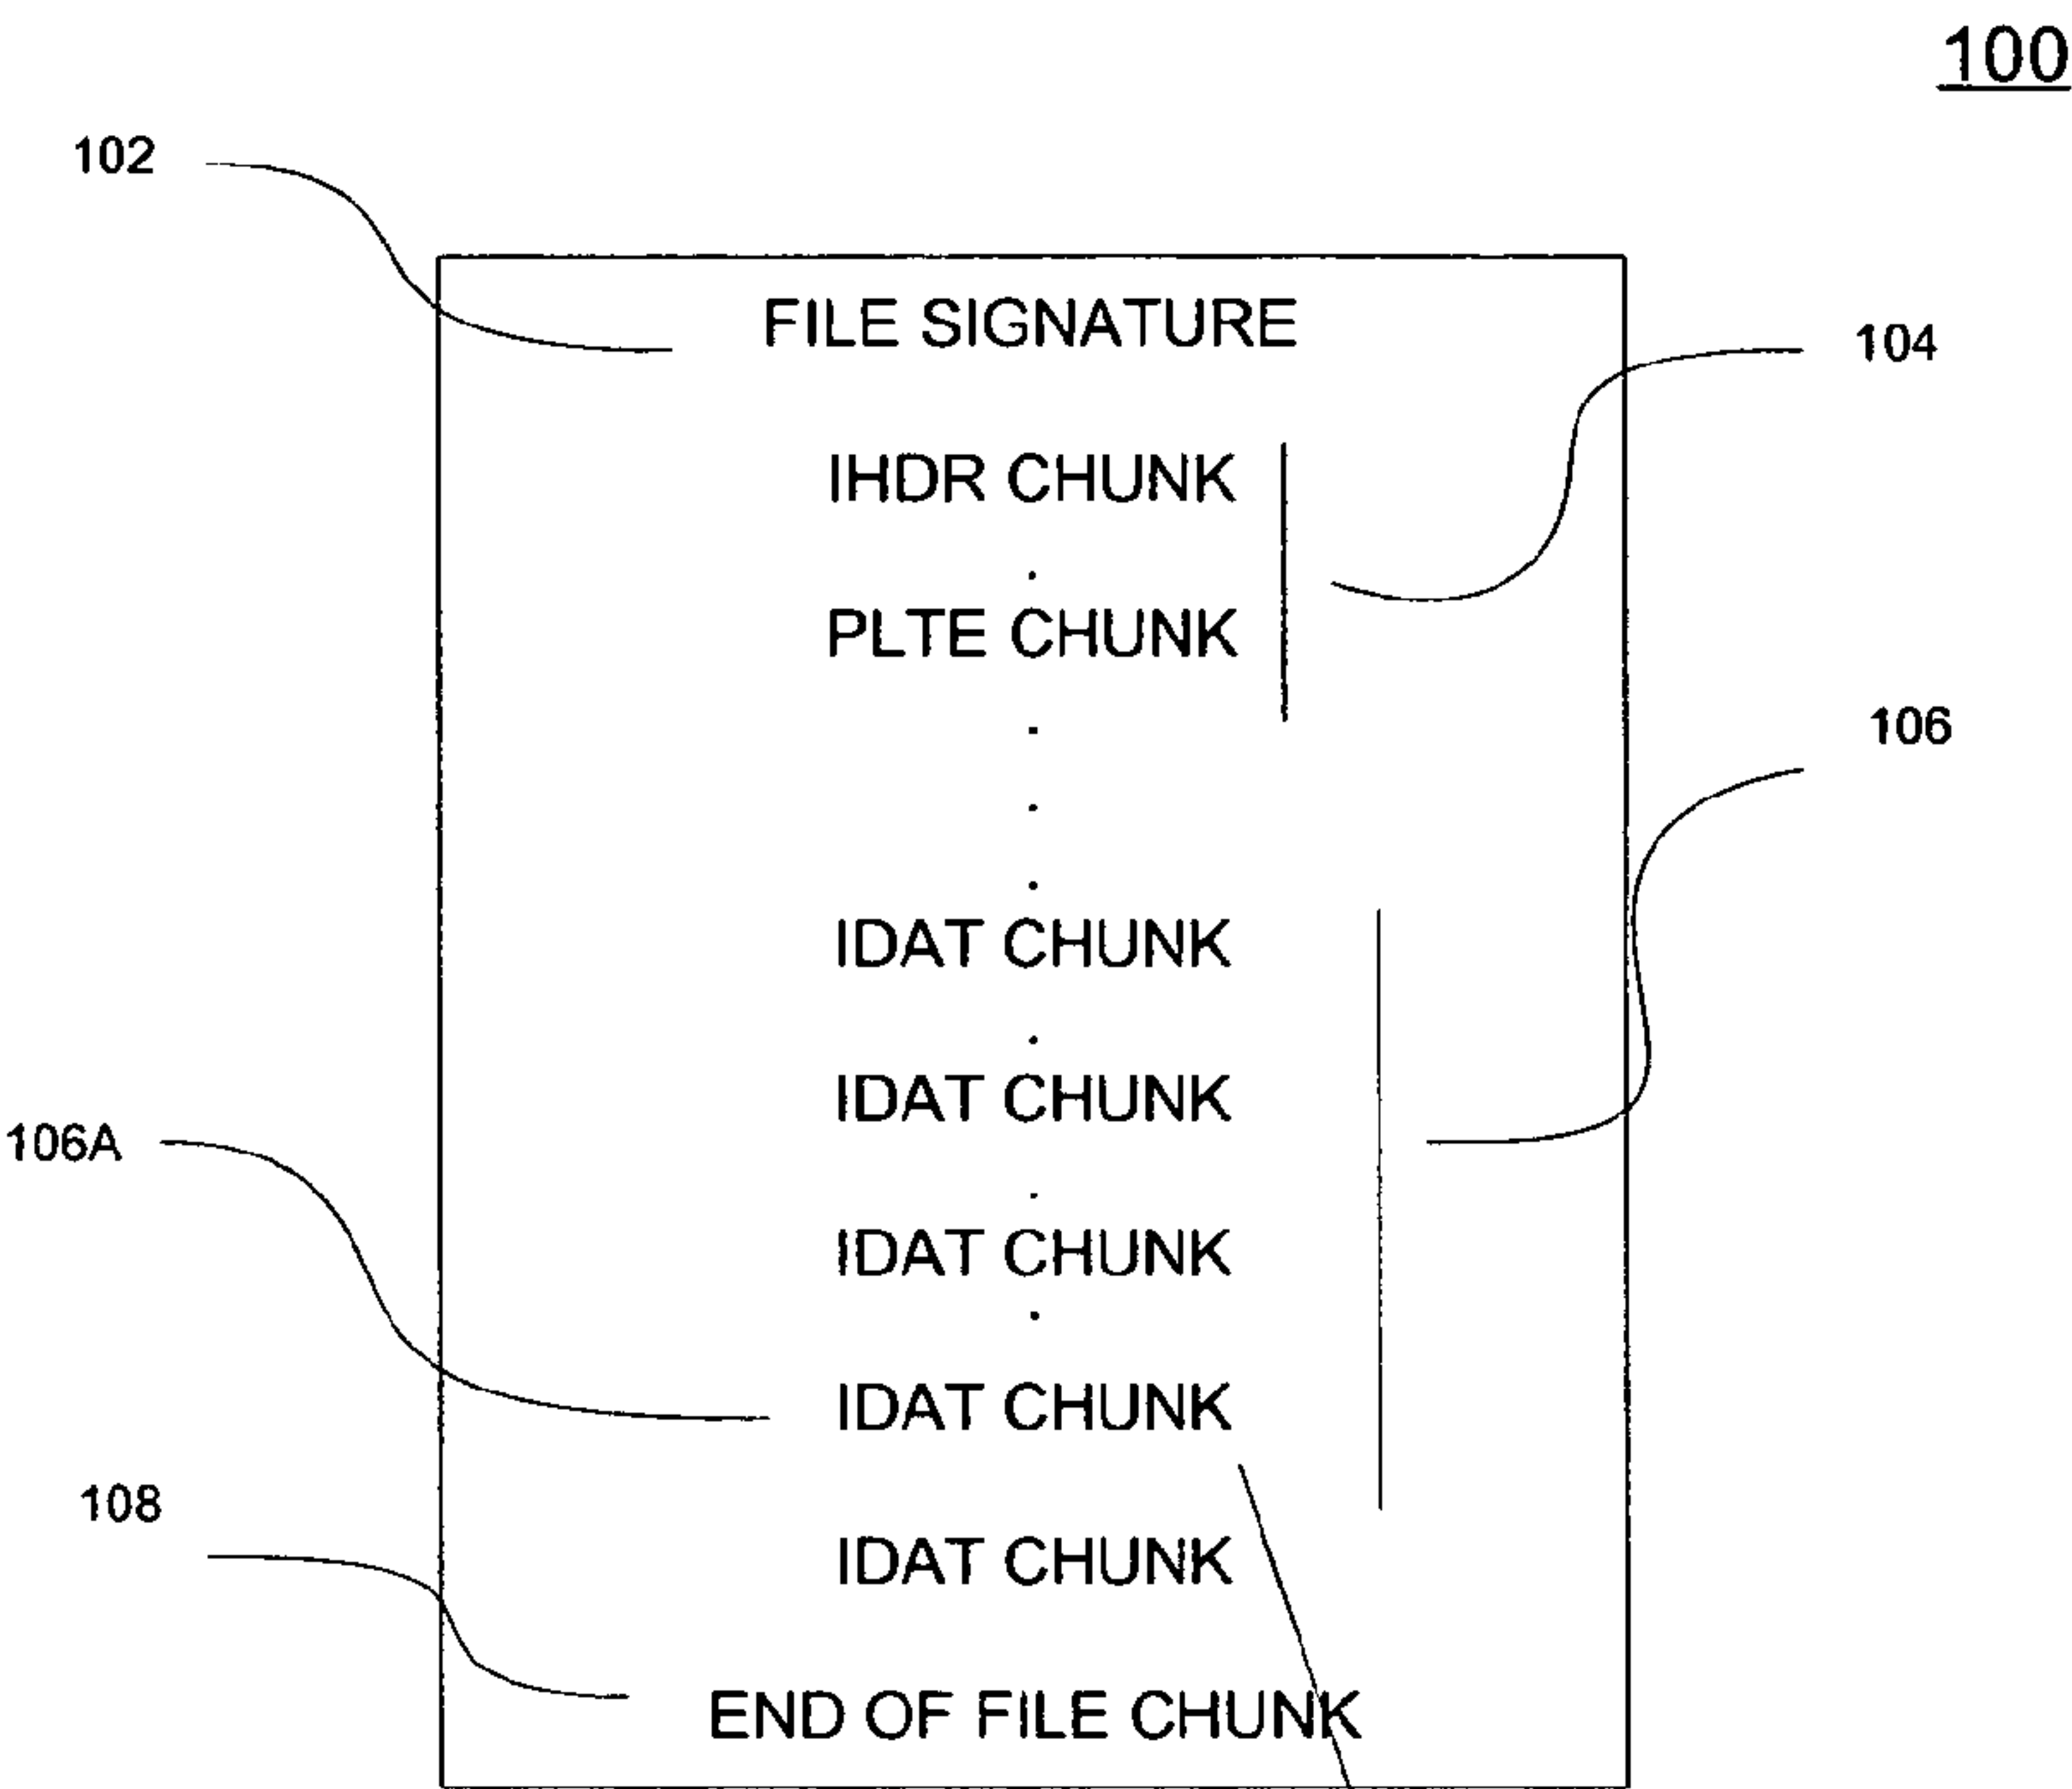 100
102
FILE SIGNATURE
104
IHDR CHUNK
.
PLTE CHUNK
.
106
.
.
IDAT CHUNK
.
IDAT CHUNK
106A
.
IDAT CHUNK
.
IDAT CHUNK
108
IDAT CHUNK
END OF FILE CHUNK